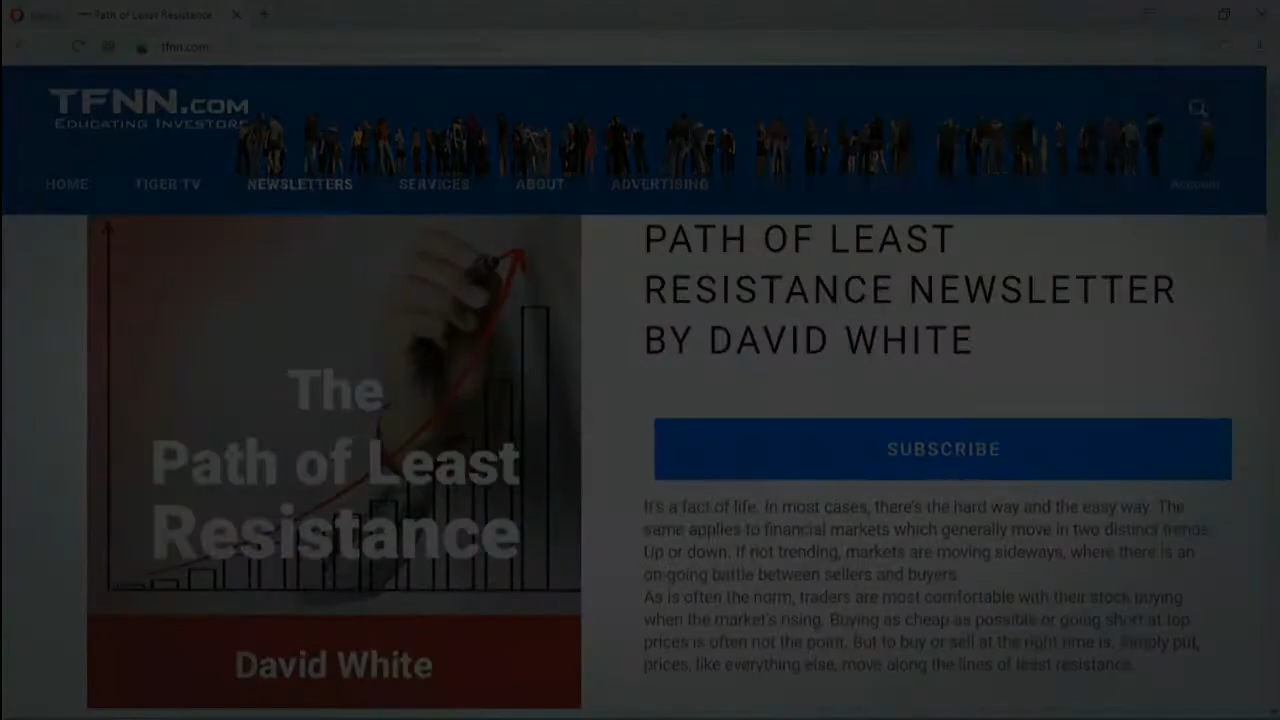 Path of Least Resistance
tfnn.com
TFNN.COM
EDUCATING INVESTORS
HOME TIGER TV NEWSLETTERS SERVICES ABOUT ADVERTISING Account
The
Path of Least
Resistance
David White
PATH OF LEAST
RESISTANCE NEWSLETTER
BY DAVID WHITE
SUBSCRIBE
It's a fact of life. In most cases, there's the hard way and the easy way. The
same applies to financial markets which generally move in two distinct trends.
Up or down. If not trending, markets are moving sideways, where there is an
on-going battle between sellers and buyers.
As is often the norm, traders are most comfortable with their stock buying
when the market's rising. Buying as cheap as possible or going short at top
prices is often not the point. But to buy or sell at the right time is. Simply put,
prices, like everything else, move along the lines of least resistance.